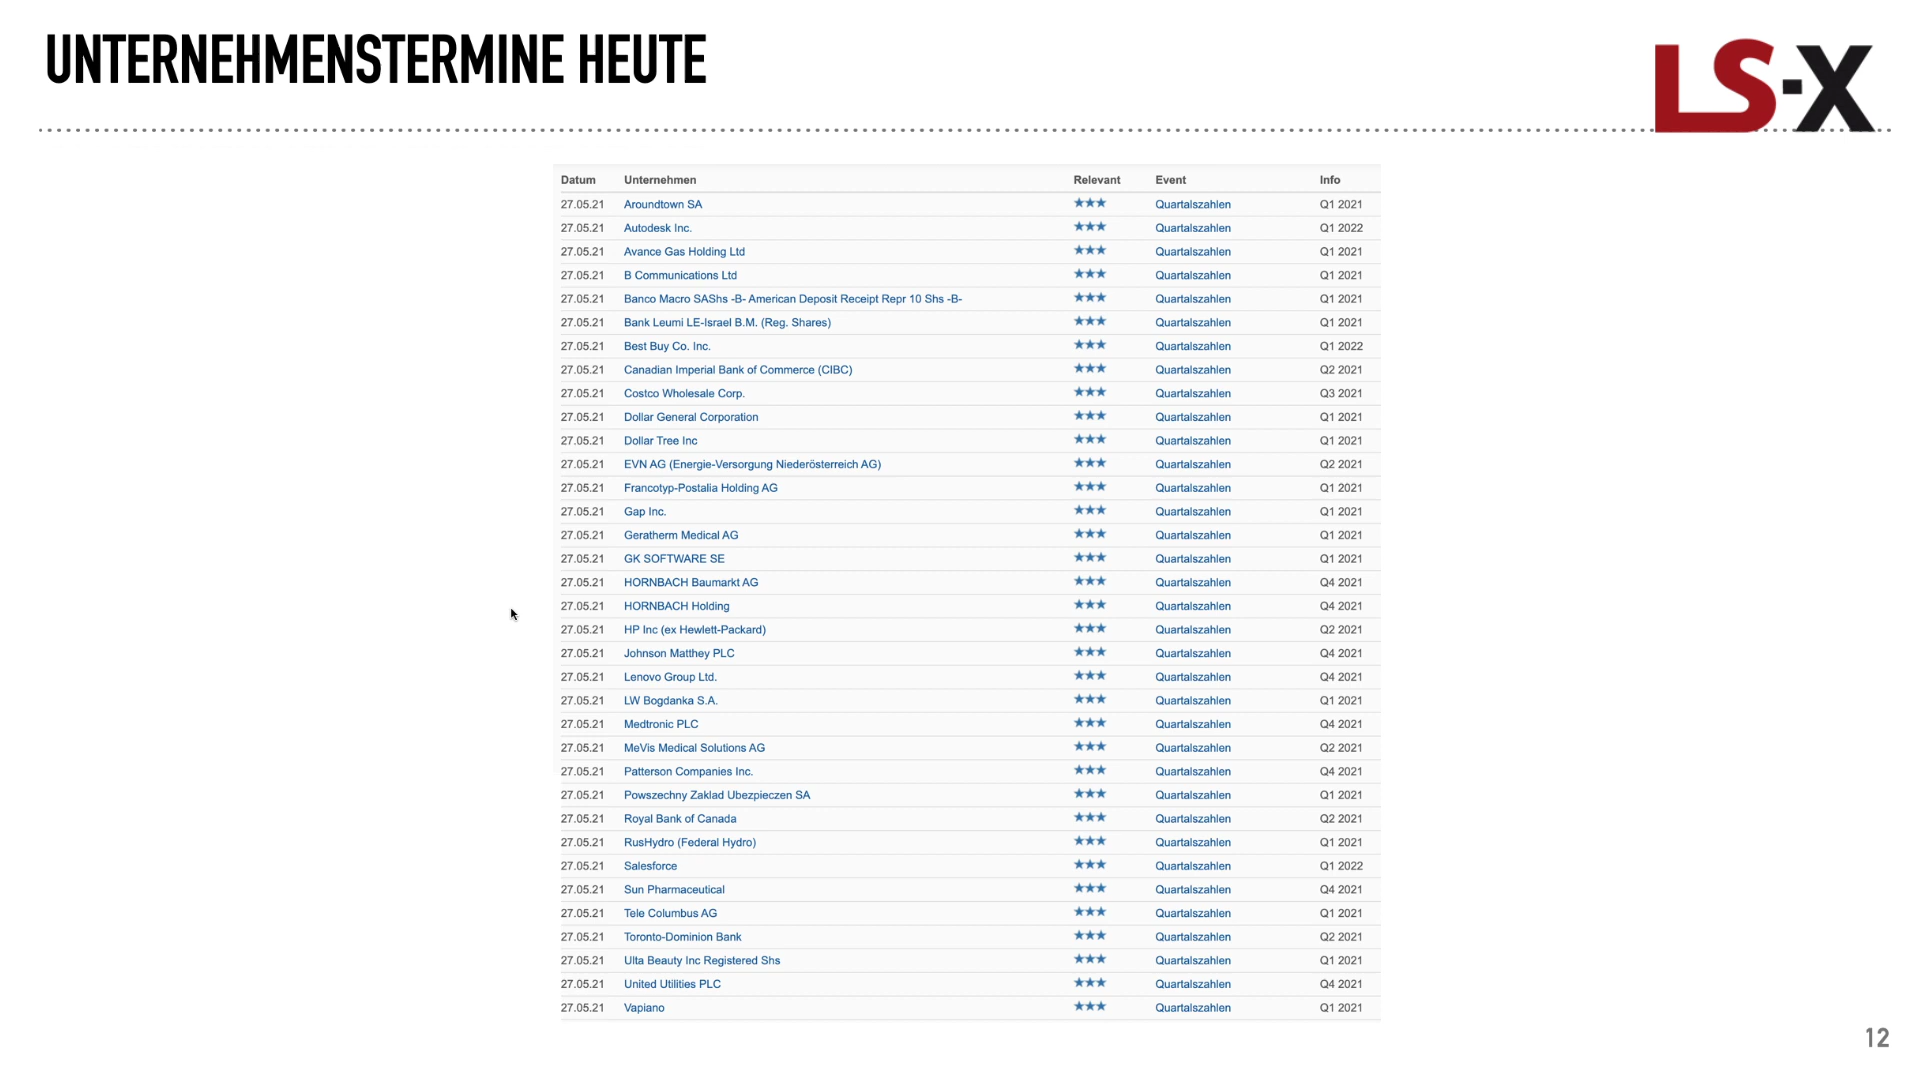 UNTERNEHMENSTERMINE HEUTE
LS-X
Datum Unternehmen Relevant Event Info
27.05.21 Aroundtown SA ★★★ Quartalszahlen Q1 2021
27.05.21 Autodesk Inc. ★★★ Quartalszahlen Q1 2022
27.05.21 Avance Gas Holding Ltd ★★★ Quartalszahlen Q1 2021
27.05.21 B Communications Ltd ★★★ Quartalszahlen Q1 2021
27.05.21 Banco Macro SAShs -B- American Deposit Receipt Repr 10 Shs -B- ★★★ Quartalszahlen Q1 2021
27.05.21 Bank Leumi LE-Israel B.M. (Reg. Shares) ★★★ Quartalszahlen Q1 2021
27.05.21 Best Buy Co. Inc. ★★★ Quartalszahlen Q1 2022
27.05.21 Canadian Imperial Bank of Commerce (CIBC) ★★★ Quartalszahlen Q2 2021
27.05.21 Costco Wholesale Corp. ★★★ Quartalszahlen Q3 2021
27.05.21 Dollar General Corporation ★★★ Quartalszahlen Q1 2021
27.05.21 Dollar Tree Inc ★★★ Quartalszahlen Q1 2021
27.05.21 EVN AG (Energie-Versorgung Niederösterreich AG) ★★★ Quartalszahlen Q2 2021
27.05.21 Francotyp-Postalia Holding AG ★★★ Quartalszahlen Q1 2021
27.05.21 Gap Inc. ★★★ Quartalszahlen Q1 2021
27.05.21 Geratherm Medical AG ★★★ Quartalszahlen Q1 2021
27.05.21 GK SOFTWARE SE ★★★ Quartalszahlen Q1 2021
27.05.21 HORNBACH Baumarkt AG ★★★ Quartalszahlen Q4 2021
27.05.21 HORNBACH Holding ★★★ Quartalszahlen Q4 2021
27.05.21 HP Inc (ex Hewlett-Packard) ★★★ Quartalszahlen Q2 2021
27.05.21 Johnson Matthey PLC ★★★ Quartalszahlen Q4 2021
27.05.21 Lenovo Group Ltd. ★★★ Quartalszahlen Q4 2021
27.05.21 LW Bogdanka S.A. ★★★ Quartalszahlen Q1 2021
27.05.21 Medtronic PLC ★★★ Quartalszahlen Q4 2021
27.05.21 MeVis Medical Solutions AG ★★★ Quartalszahlen Q2 2021
27.05.21 Patterson Companies Inc. ★★★ Quartalszahlen Q4 2021
27.05.21 Powszechny Zaklad Ubezpieczen SA ★★★ Quartalszahlen Q1 2021
27.05.21 Royal Bank of Canada ★★★ Quartalszahlen Q2 2021
27.05.21 RusHydro (Federal Hydro) ★★★ Quartalszahlen Q1 2021
27.05.21 Salesforce ★★★ Quartalszahlen Q1 2022
27.05.21 Sun Pharmaceutical ★★★ Quartalszahlen Q4 2021
27.05.21 Tele Columbus AG ★★★ Quartalszahlen Q1 2021
27.05.21 Toronto-Dominion Bank ★★★ Quartalszahlen Q2 2021
27.05.21 Ulta Beauty Inc Registered Shs ★★★ Quartalszahlen Q1 2021
27.05.21 United Utilities PLC ★★★ Quartalszahlen Q4 2021
27.05.21 Vapiano ★★★ Quartalszahlen Q1 2021
12